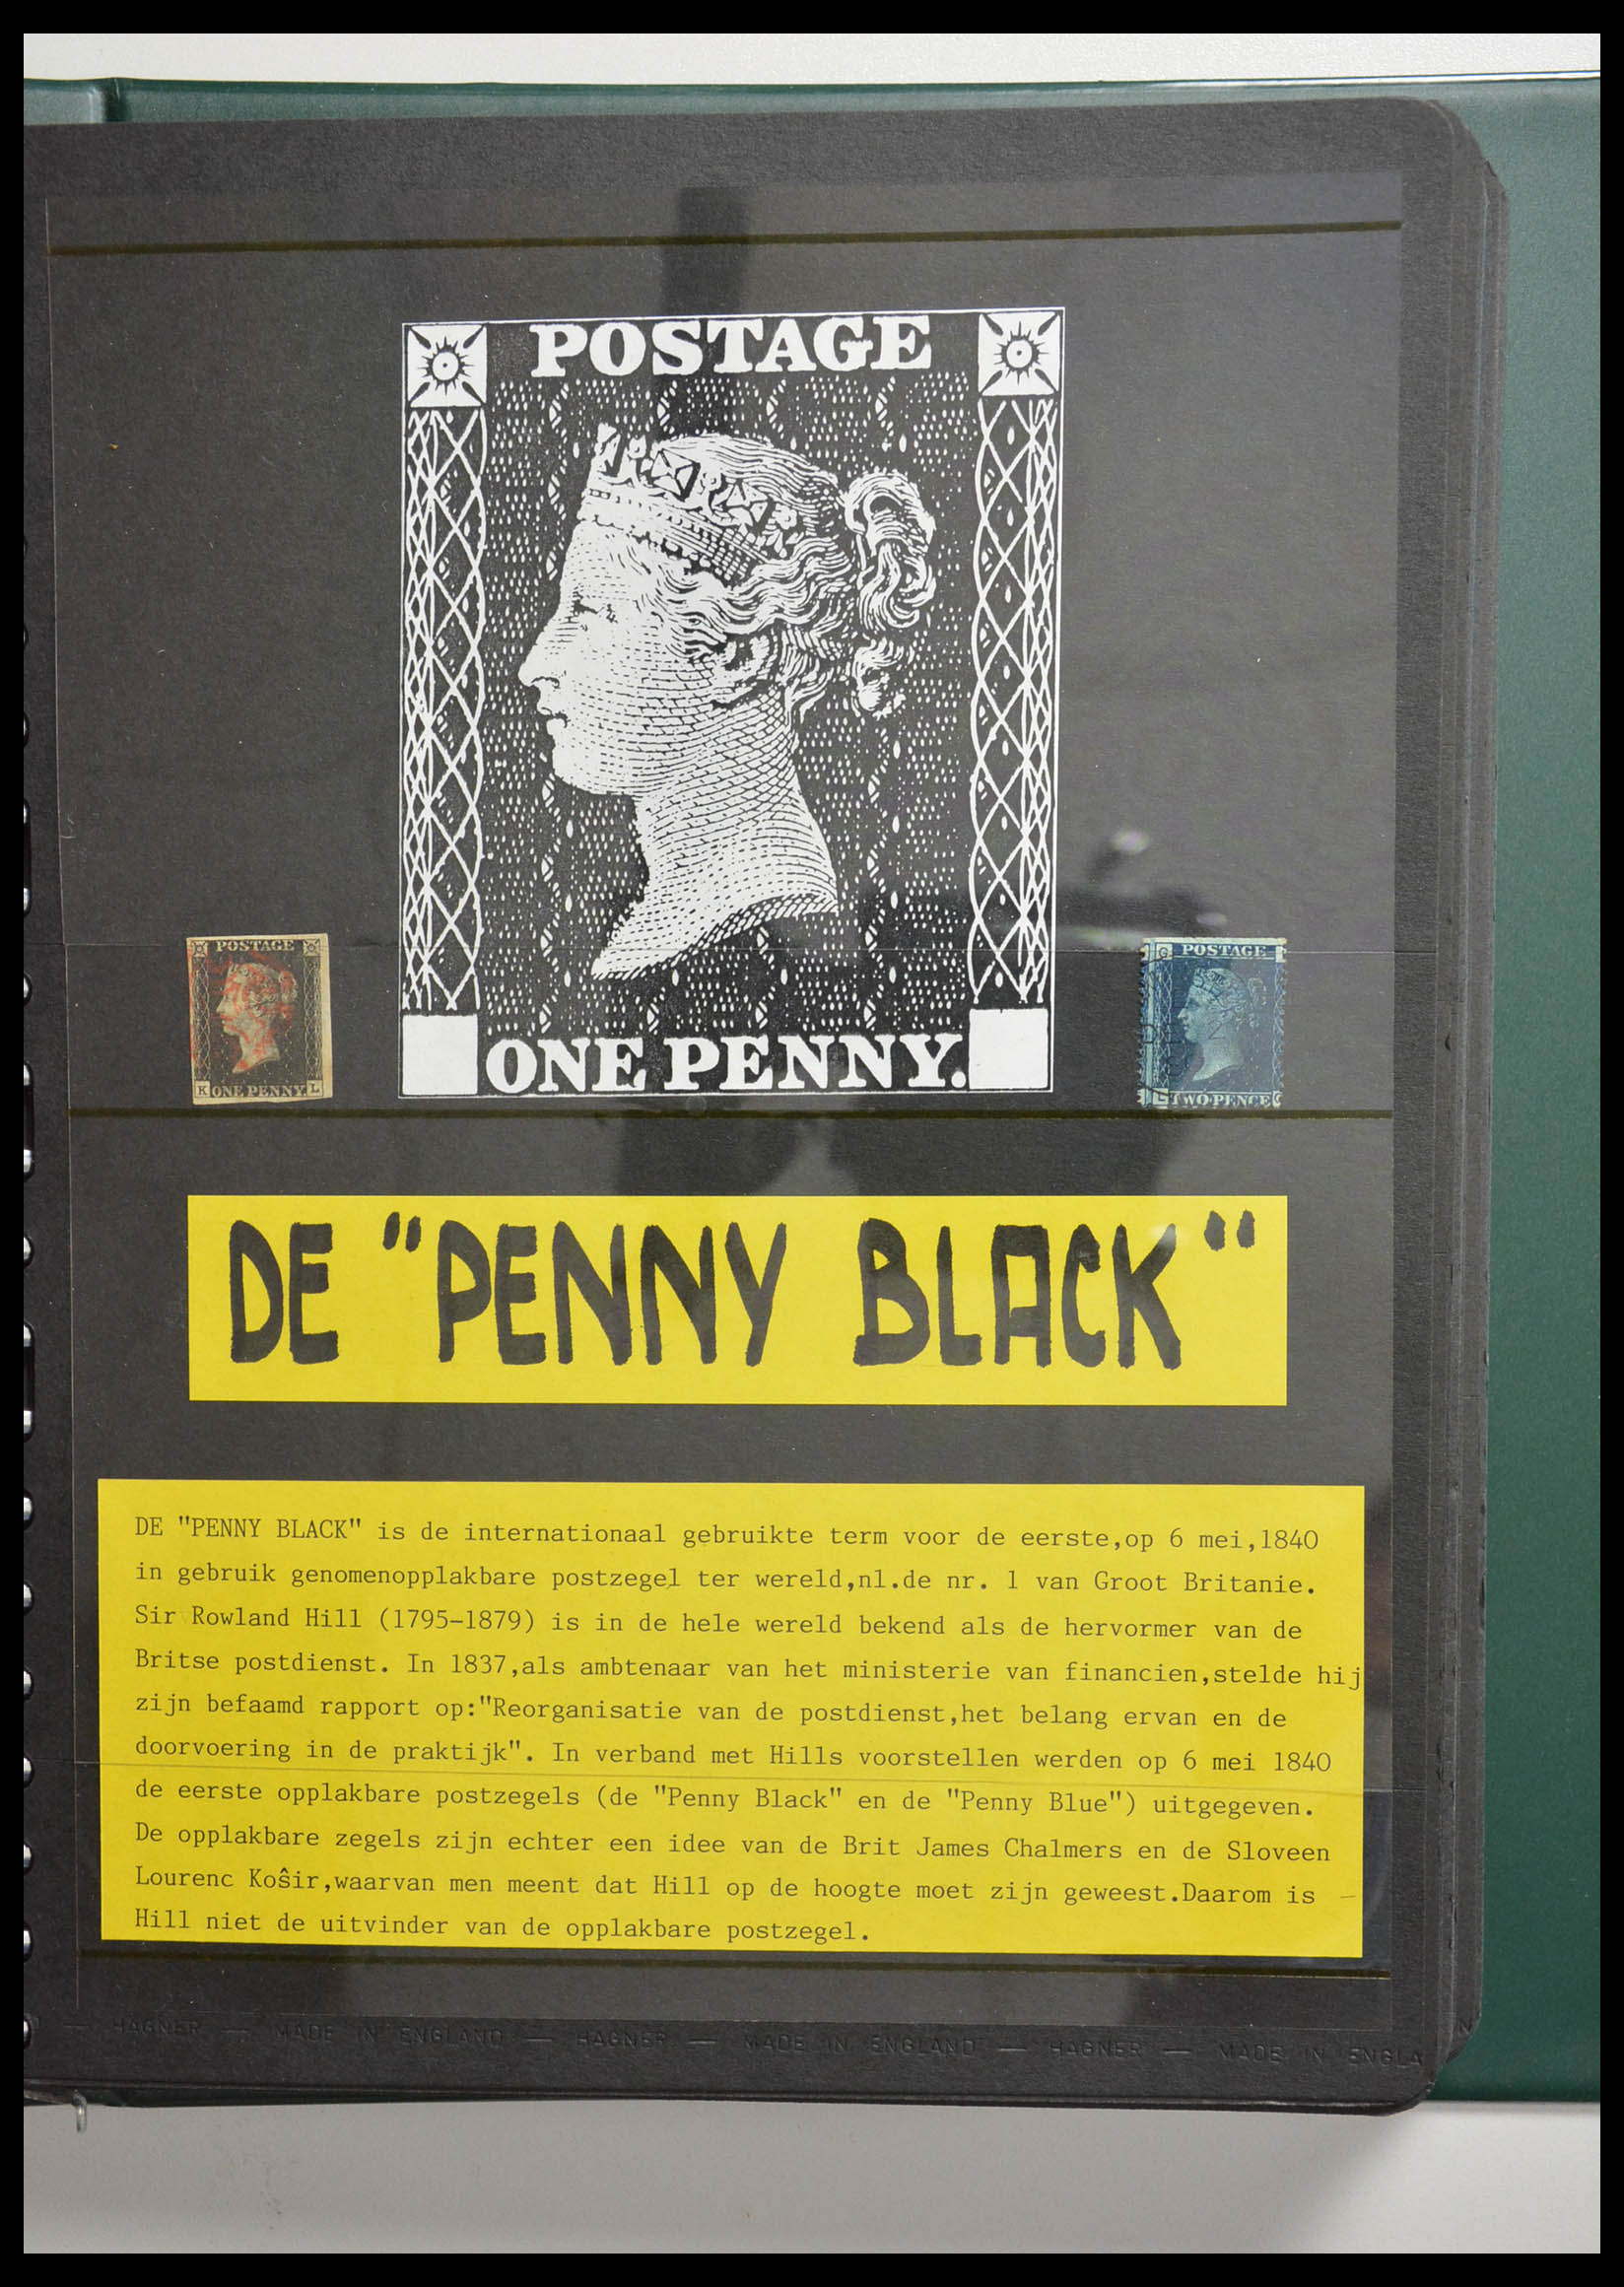 POSTAGE
ONE PENNY.
POSTAGE
K ONE PENNY. L
G POSTAGE
L TWO·PENCE G
DE "PENNY BLACK"
DE "PENNY BLACK" is de internationaal gebruikte term voor de eerste,op 6 mei,1840
in gebruik genomenopplakbare postzegel ter wereld,nl.de nr. 1 van Groot Britanie.
Sir Rowland Hill (1795-1879) is in de hele wereld bekend als de hervormer van de
Britse postdienst. In 1837,als ambtenaar van het ministerie van financien,stelde hij
zijn befaamd rapport op:"Reorganisatie van de postdienst,het belang ervan en de
doorvoering in de praktijk". In verband met Hills voorstellen werden op 6 mei 1840
de eerste opplakbare postzegels (de "Penny Black" en de "Penny Blue") uitgegeven.
De opplakbare zegels zijn echter een idee van de Brit James Chalmers en de Sloveen
Lourenc Koŝir,waarvan men meent dat Hill op de hoogte moet zijn geweest.Daarom is
Hill niet de uitvinder van de opplakbare postzegel.
— HAGNER — MADE IN ENGLAND — HAGNER — MADE IN ENGLAND — HAGNER — MADE IN ENGLA